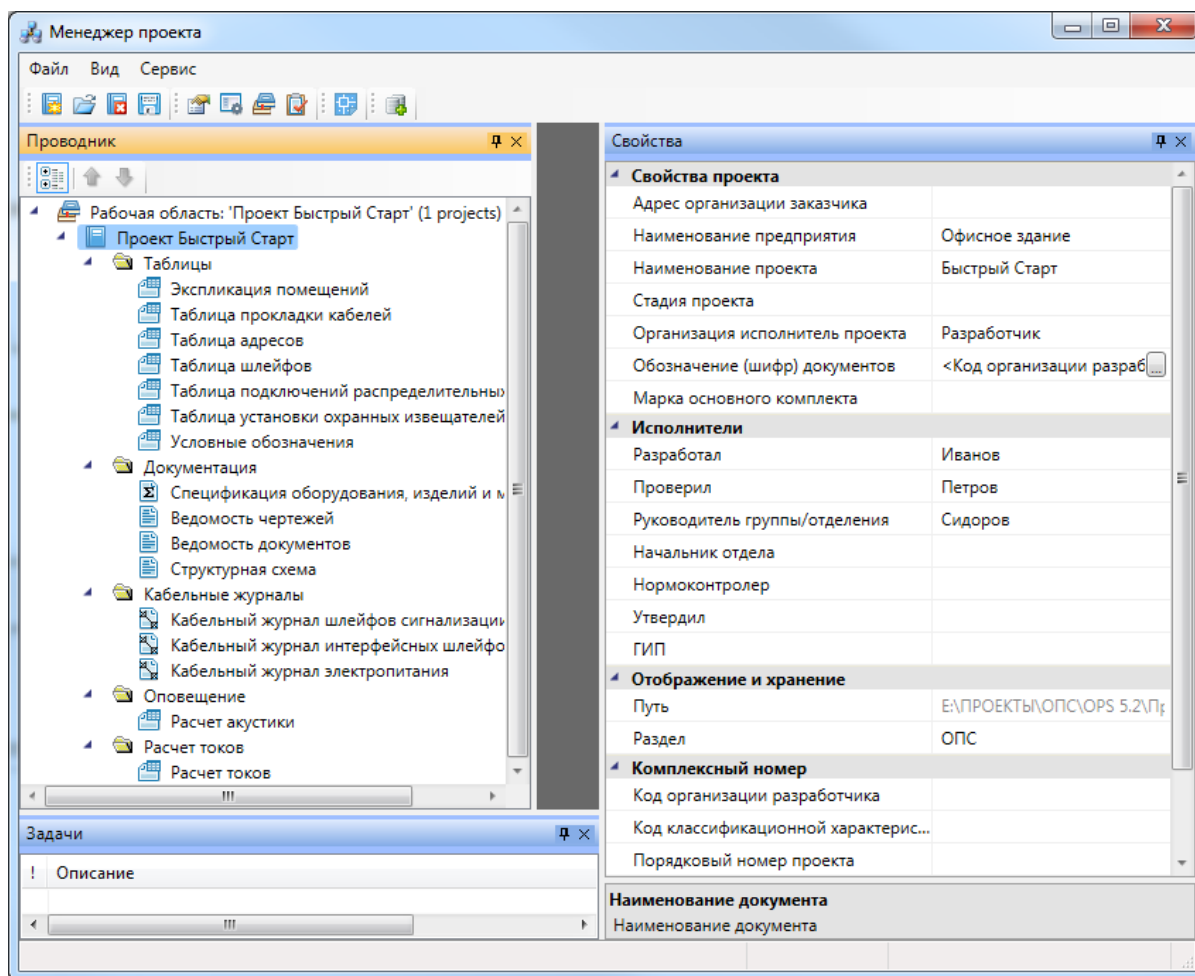 Менеджер проекта
Файл Вид Сервис
Проводник
Рабочая область: 'Проект Быстрый Старт' (1 projects)
Проект Быстрый Старт
Таблицы
Экспликация помещений
Таблица прокладки кабелей
Таблица адресов
Таблица шлейфов
Таблица подключений распределительных
Таблица установки охранных извещателей
Условные обозначения
Документация
Спецификация оборудования, изделий и м
Ведомость чертежей
Ведомость документов
Структурная схема
Кабельные журналы
Кабельный журнал шлейфов сигнализации
Кабельный журнал интерфейсных шлейфо
Кабельный журнал электропитания
Оповещение
Расчет акустики
Расчет токов
Расчет токов
Задачи
! Описание
Свойства
Свойства проекта
Адрес организации заказчика
Наименование предприятия Офисное здание
Наименование проекта Быстрый Старт
Стадия проекта
Организация исполнитель проекта Разработчик
Обозначение (шифр) документов <Код организации разраб ...
Марка основного комплекта
Исполнители
Разработал Иванов
Проверил Петров
Руководитель группы/отделения Сидоров
Начальник отдела
Нормоконтролер
Утвердил
ГИП
Отображение и хранение
Путь E:\ПРОЕКТЫ\ОПС\OPS 5.2\Пр
Раздел ОПС
Комплексный номер
Код организации разработчика
Код классификационной характерис...
Порядковый номер проекта
Наименование документа
Наименование документа